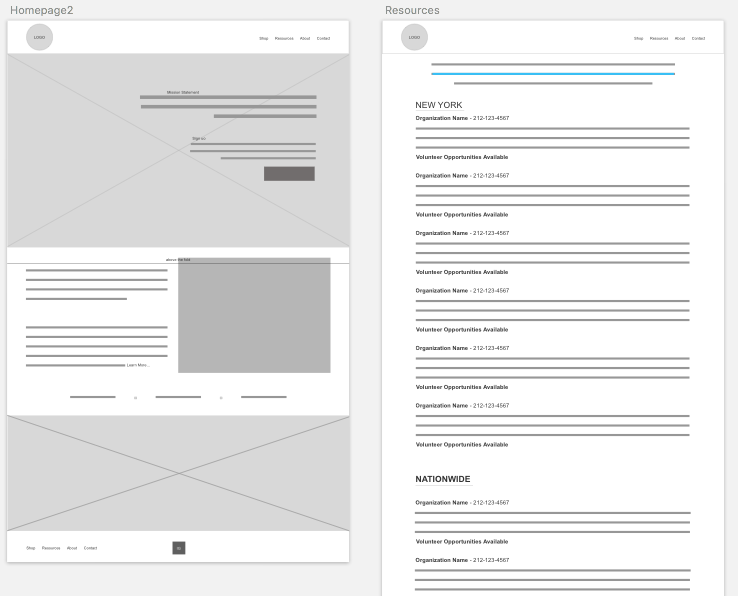 Homepage2
LOGO
Shop Resources About Contact
Mission Statement
Sign so.
above the fold
Learn More...
Shop Resources About Contact
Resources
LOGO
Shop Resources About Contact
NEW YORK
Organization Name - 212-123-4567
Volunteer Opportunities Available
Organization Name - 212-123-4567
Volunteer Opportunities Available
Organization Name - 212-123-4567
Volunteer Opportunities Available
Organization Name - 212-123-4567
Volunteer Opportunities Available
Organization Name - 212-123-4567
Volunteer Opportunities Available
Organization Name - 212-123-4567
Volunteer Opportunities Available
NATIONWIDE
Organization Name - 212-123-4567
Volunteer Opportunities Available
Organization Name - 212-123-4567